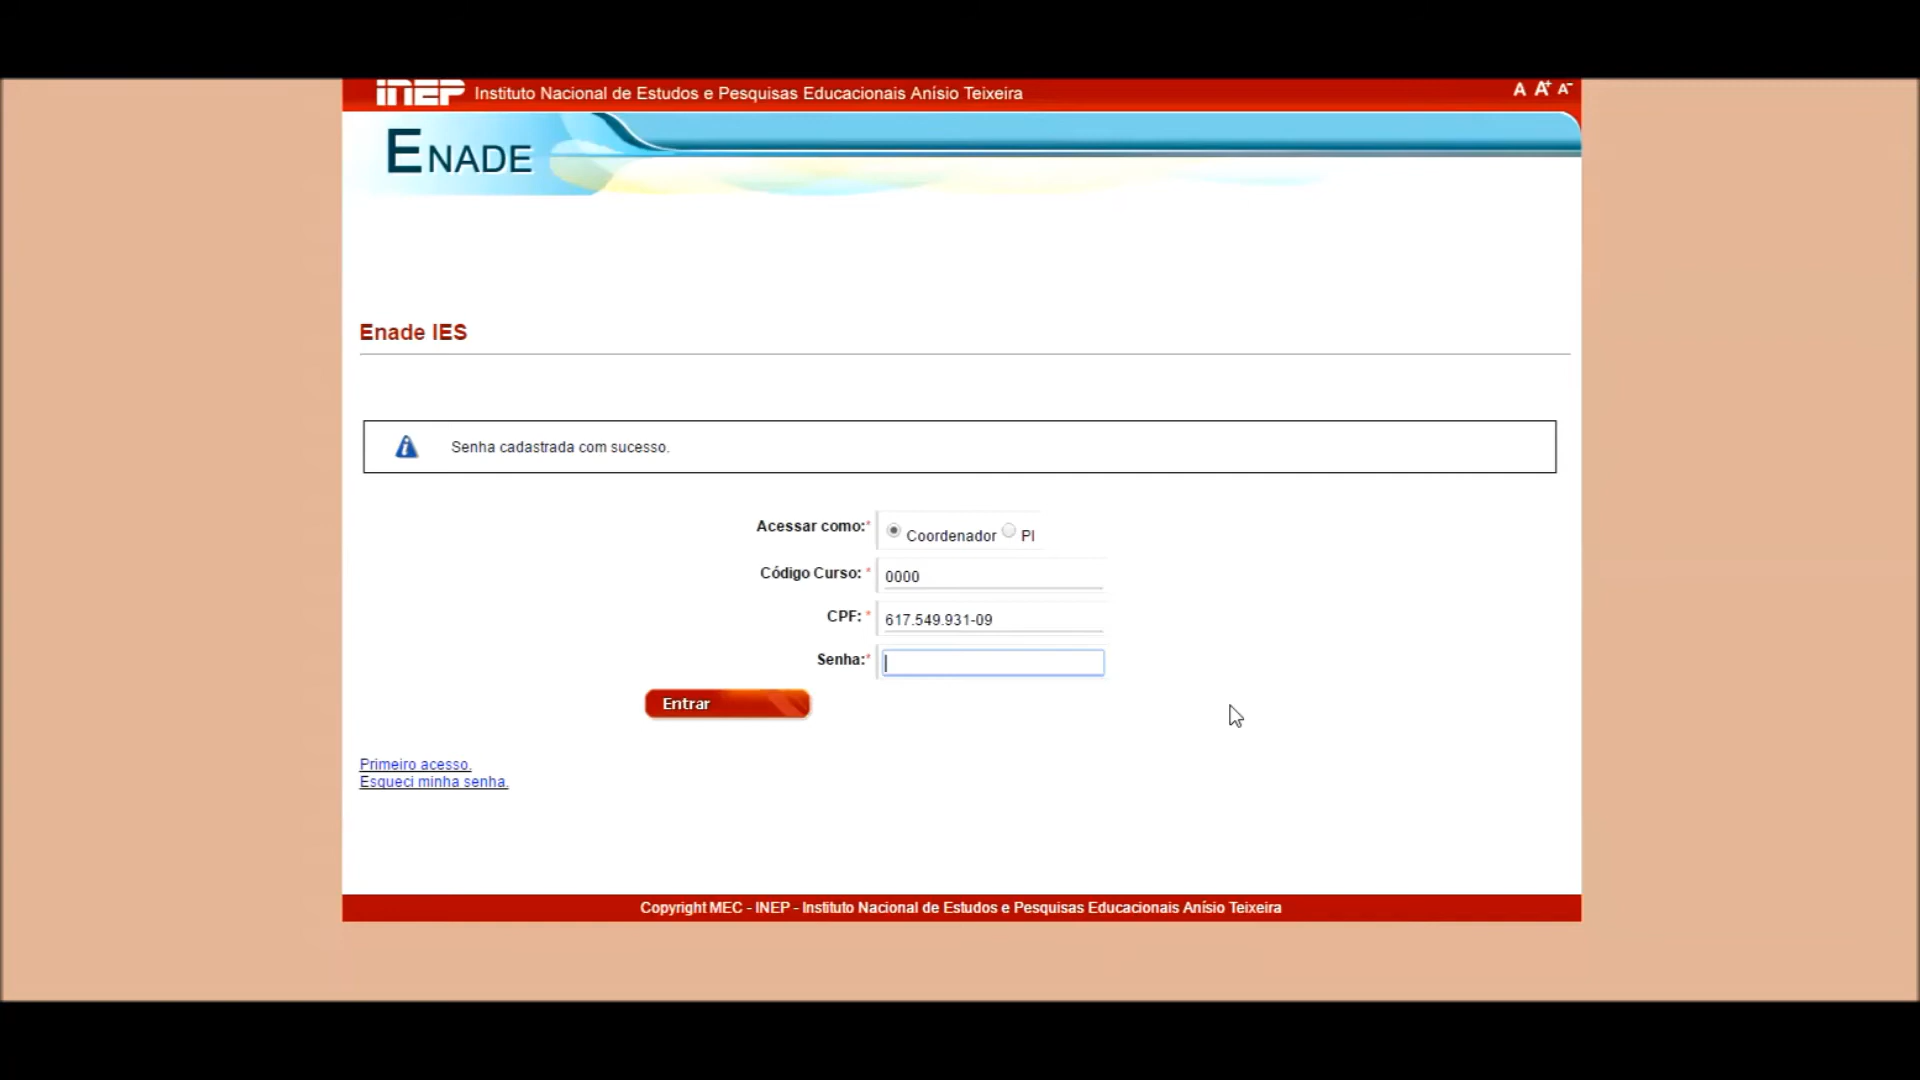 INEP Instituto Nacional de Estudos e Pesquisas Educacionais Anísio Teixeira
A A+ A-
ENADE
Enade IES
Senha cadastrada com sucesso.
Acessar como:* Coordenador PI
Código Curso: * 0000
CPF: * 617.549.931-09
Senha:*
Entrar
Primeiro acesso.
Esqueci minha senha.
Copyright MEC - INEP - Instituto Nacional de Estudos e Pesquisas Educacionais Anísio Teixeira